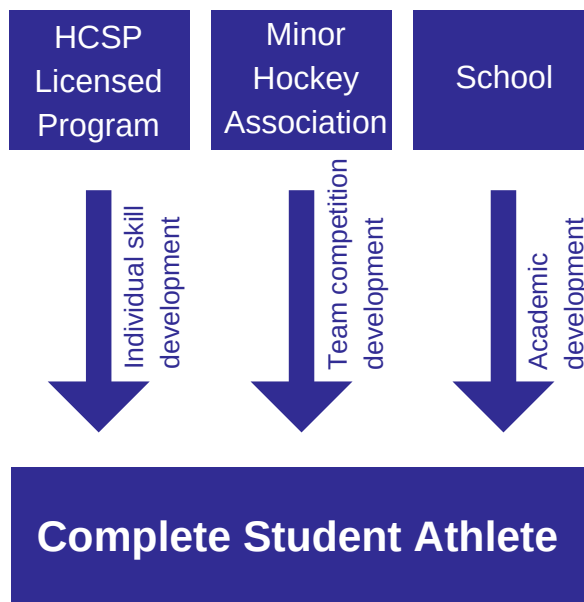 HCSP
Licensed
Program
Minor
Hockey
Association
School
Individual skill
development
Team competition
development
Academic
development
Complete Student Athlete